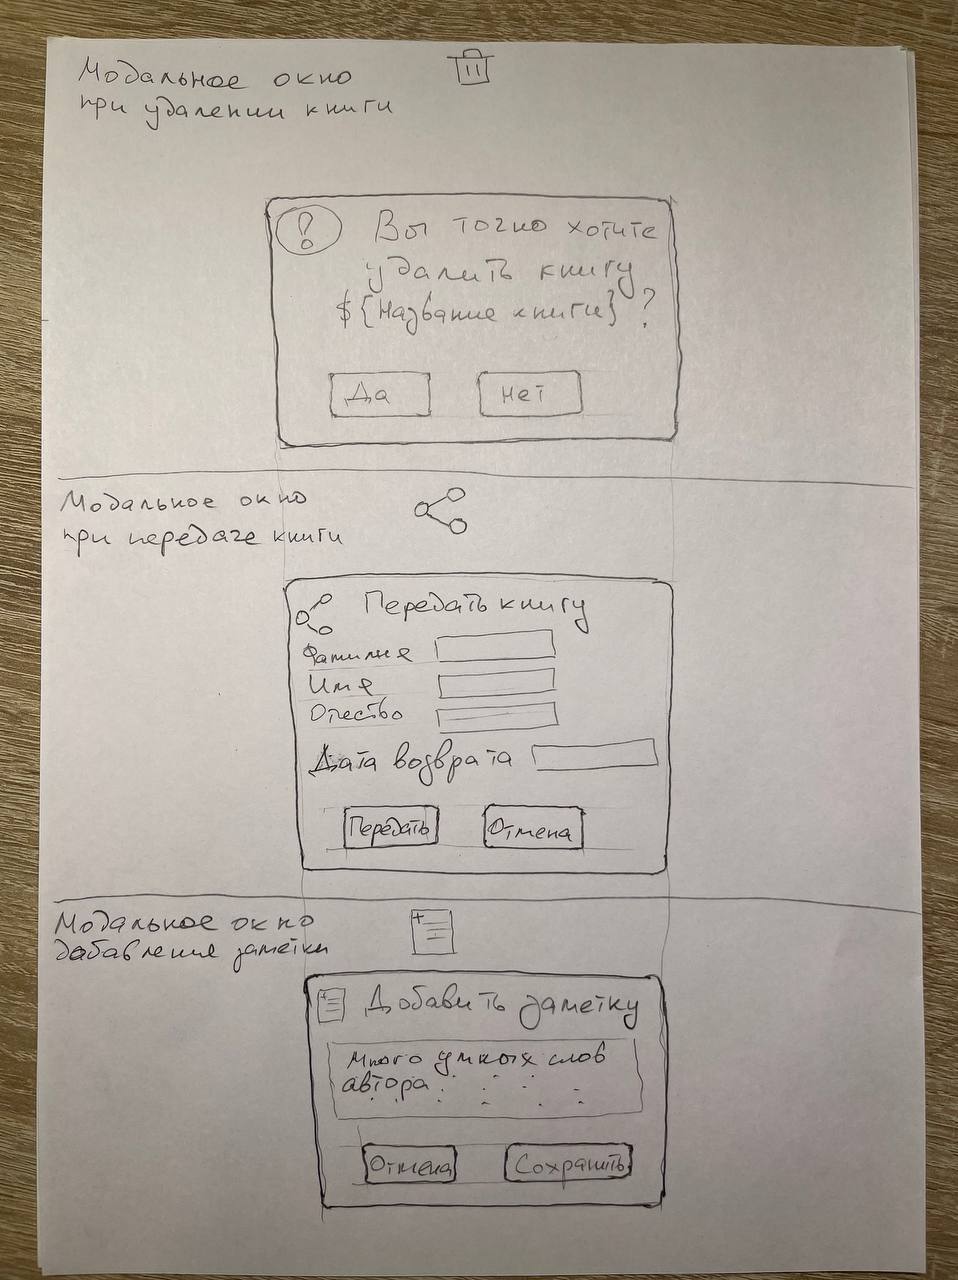 Модальное окно
при удалении книги
Вы точно хотите
удалить книгу
${Название книги} ?
Да
Нет
Модальное окно
при передаче книги
Передать книгу
Фамилия
Имя
Отчество
Дата возврата
Передать
Отмена
Модальное окно
добавление заметки
Добавить заметку
Много умных слов
автора
Отмена
Сохранить